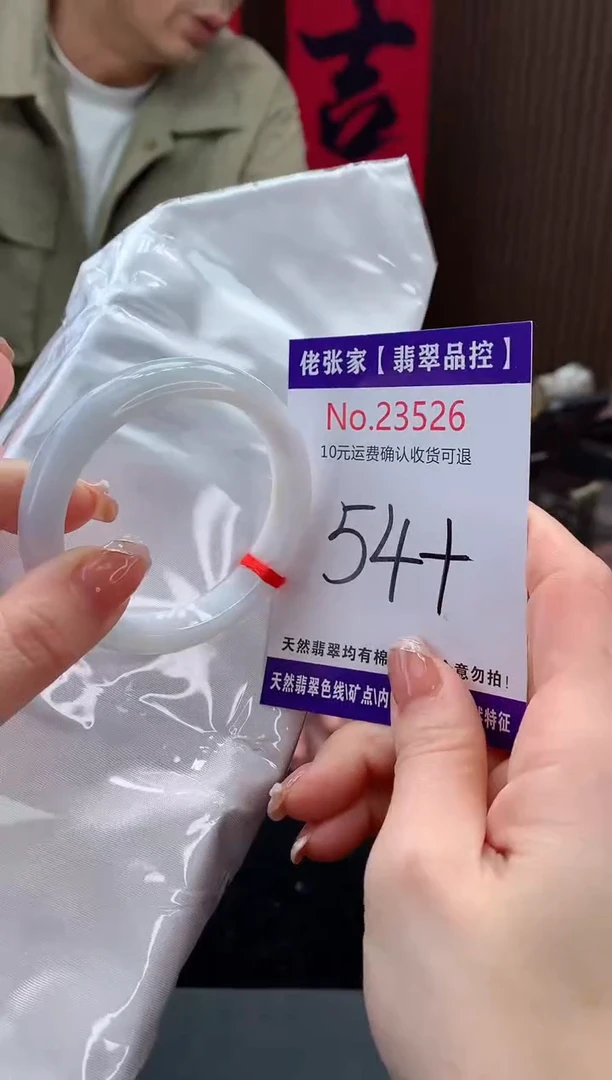 吉
佬张家【翡翠品控】
No.23526
10元运费确认收货可退
54+
天然翡翠均有棉 意勿拍!
天然翡翠色线\矿点\内 特征